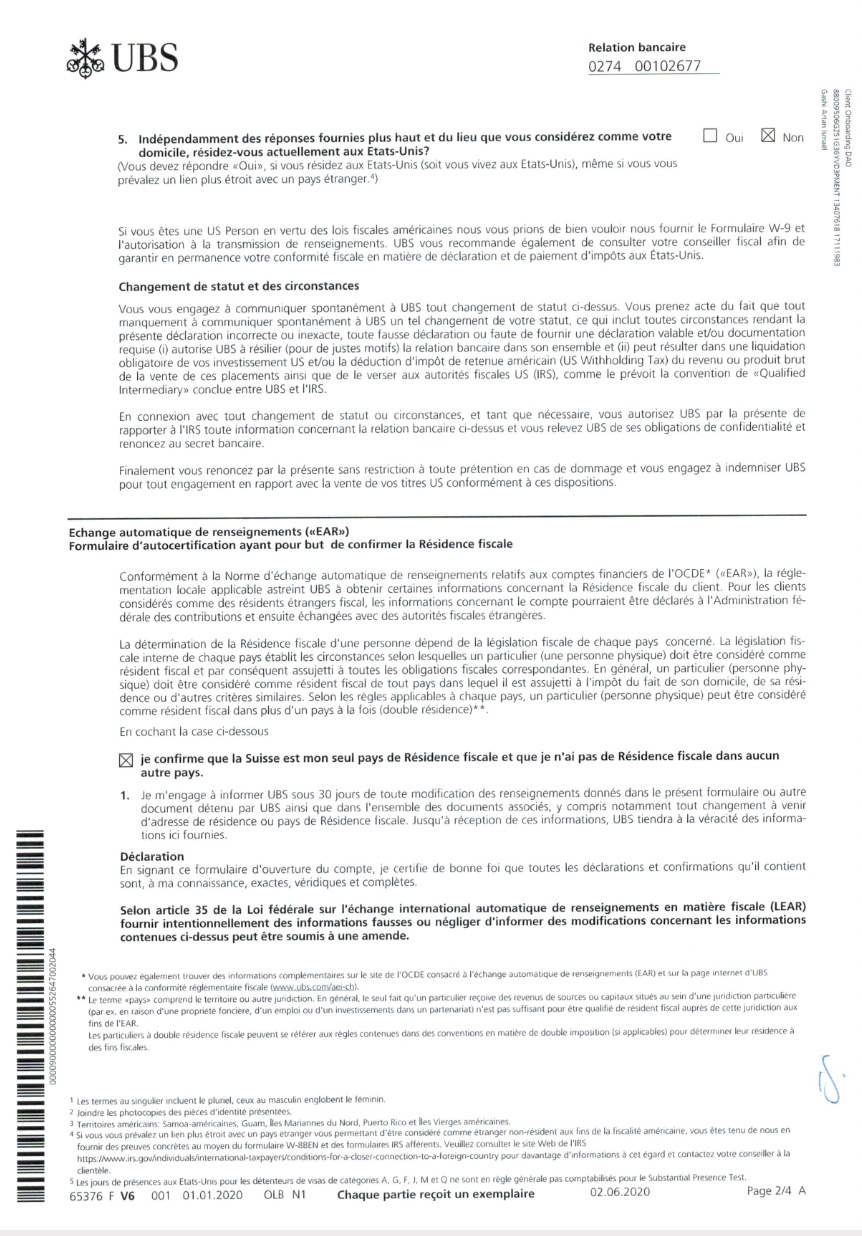 UBS
Relation bancaire
0274 00102677
Client Onboarding DAO
Gashi Artan Ismail
5. Indépendamment des réponses fournies plus haut et du lieu que vous considérez comme votre
domicile, résidez-vous actuellement aux Etats-Unis?
Oui
Non
(Vous devez répondre «Oui», si vous résidez aux Etats-Unis (soit vous vivez aux Etats-Unis), même si vous vous
prévalez un lien plus étroit avec un pays étranger.4)
Si vous êtes une US Person en vertu des lois fiscales américaines nous vous prions de bien vouloir nous fournir le Formulaire W-9 et
l'autorisation à la transmission de renseignements. UBS vous recommande également de consulter votre conseiller fiscal afin de
garantir en permanence votre conformité fiscale en matière de déclaration et de paiement d'impôts aux États-Unis.
Changement de statut et des circonstances
Vous vous engagez à communiquer spontanément à UBS tout changement de statut ci-dessus. Vous prenez acte du fait que tout
manquement à communiquer spontanément à UBS un tel changement de votre statut, ce qui inclut toutes circonstances rendant la
présente déclaration incorrecte ou inexacte, toute fausse déclaration ou faute de fournir une déclaration valable et/ou documentation
requise (i) autorise UBS à résilier (pour de justes motifs) la relation bancaire dans son ensemble et (ii) peut résulter dans une liquidation
obligatoire de vos investissement US et/ou la déduction d'impôt de retenue américain (US Withholding Tax) du revenu ou produit brut
de la vente de ces placements ainsi que de le verser aux autorités fiscales US (IRS), comme le prévoit la convention de «Qualified
Intermediary» conclue entre UBS et l'IRS.
En connexion avec tout changement de statut ou circonstances, et tant que nécessaire, vous autorisez UBS par la présente de
rapporter à l'IRS toute information concernant la relation bancaire ci-dessus et vous relevez UBS de ses obligations de confidentialité et
renoncez au secret bancaire.
Finalement vous renoncez par la présente sans restriction à toute prétention en cas de dommage et vous engagez à indemniser UBS
pour tout engagement en rapport avec la vente de vos titres US conformément à ces dispositions.
Echange automatique de renseignements («EAR»)
Formulaire d'autocertification ayant pour but de confirmer la Résidence fiscale
Conformément à la Norme d'échange automatique de renseignements relatifs aux comptes financiers de l'OCDE* («EAR»), la régle-
mentation locale applicable astreint UBS à obtenir certaines informations concernant la Résidence fiscale du client. Pour les clients
considérés comme des résidents étrangers fiscal, les informations concernant le compte pourraient être déclarés à l'Administration fé-
dérale des contributions et ensuite échangées avec des autorités fiscales étrangères.
La détermination de la Résidence fiscale d'une personne dépend de la législation fiscale de chaque pays concerné. La législation fis-
cale interne de chaque pays établit les circonstances selon lesquelles un particulier (une personne physique) doit être considéré comme
résident fiscal et par conséquent assujetti à toutes les obligations fiscales correspondantes. En général, un particulier (personne phy-
sique) doit être considéré comme résident fiscal de tout pays dans lequel il est assujetti à l'impôt du fait de son domicile, de sa rési-
dence ou d'autres critères similaires. Selon les règles applicables à chaque pays, un particulier (personne physique) peut être considéré
comme résident fiscal dans plus d'un pays à la fois (double résidence)**.
En cochant la case ci-dessous
je confirme que la Suisse est mon seul pays de Résidence fiscale et que je n'ai pas de Résidence fiscale dans aucun
autre pays.
1. Je m'engage à informer UBS sous 30 jours de toute modification des renseignements donnés dans le présent formulaire ou autre
document détenu par UBS ainsi que dans l'ensemble des documents associés, y compris notamment tout changement à venir
d'adresse de résidence ou pays de Résidence fiscale. Jusqu'à réception de ces informations, UBS tiendra à la véracité des informa-
tions ici fournies.
Déclaration
En signant ce formulaire d'ouverture du compte, je certifie de bonne foi que toutes les déclarations et confirmations qu'il contient
sont, à ma connaissance, exactes, véridiques et complètes.
Selon article 35 de la Loi fédérale sur l'échange international automatique de renseignements en matière fiscale (LEAR)
fournir intentionnellement des informations fausses ou négliger d'informer des modifications concernant les informations
contenues ci-dessus peut être soumis à une amende.
* Vous pouvez également trouver des informations complémentaires sur le site de l'OCDE consacré à l'échange automatique de renseignements (EAR) et sur la page internet d'UBS
consacrée à la conformité réglementaire fiscale (www.ubs.com/aei-ch).
** Le terme «pays» comprend le territoire ou autre juridiction. En général, le seul fait qu'un particulier reçoive des revenus de sources ou capitaux situés au sein d'une juridiction particulière
(par ex. en raison d'une propriété foncière, d'un emploi ou d'un investissements dans un partenariat) n'est pas suffisant pour être qualifié de résident fiscal auprès de cette juridiction aux
fins de l'EAR.
Les particuliers à double résidence fiscale peuvent se référer aux règles contenues dans des conventions en matière de double imposition (si applicables) pour déterminer leur résidence à
des fins fiscales.
1 Les termes au singulier incluent le pluriel, ceux au masculin englobent le féminin.
2 Joindre les photocopies des pièces d'identité présentées.
3 Territoires américains: Samoa-américaines, Guam, Îles Mariannes du Nord, Puerto Rico et Îles Vierges américaines.
4 Si vous vous prévalez un lien plus étroit avec un pays étranger vous permettant d'être considéré comme étranger non-résident aux fins de la fiscalité américaine, vous êtes tenu de nous en
fournir des preuves concrètes au moyen du formulaire W-8BEN et des formulaires IRS afférents. Veuillez consulter le site Web de l'IRS
https://www.irs.gov/individuals/international-taxpayers/conditions-for-a-closer-connection-to-a-foreign-country pour davantage d'informations à cet égard et contactez votre conseiller à la
clientèle.
5 Les jours de présences aux Etats-Unis pour les détenteurs de visas de catégories A, G, F, J, M et Q ne sont en règle générale pas comptabilisés pour le Substantial Presence Test.
65376 F V6 001 01.01.2020 OLB N1 Chaque partie reçoit un exemplaire 02.06.2020 Page 2/4 A